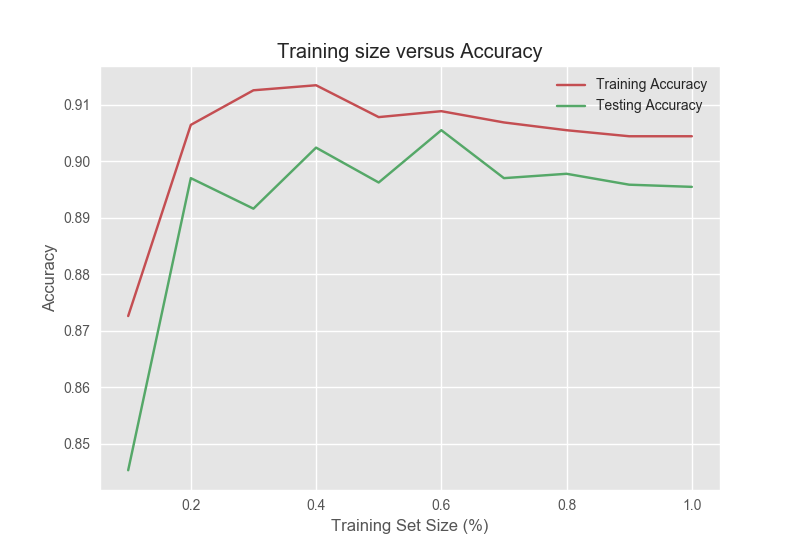 Training size versus Accuracy
Training Accuracy
Testing Accuracy
Accuracy
0.91
0.90
0.89
0.88
0.87
0.86
0.85
0.2 0.4 0.6 0.8 1.0
Training Set Size (%)